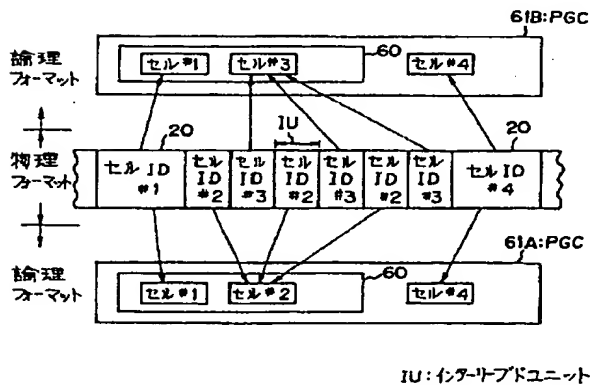 61B:PGC
論理
フォーマット
60
セル#1
セル#3
セル#4
20
IU
20
物理
フォーマット
セルID
#1
セル
ID
#2
セル
ID
#3
セル
ID
#2
セル
ID
#3
セル
ID
#2
セル
ID
#3
セルID
#4
61A:PGC
論理
フォーマット
60
セル#1
セル#2
セル#4
IU:インターリーブドユニット